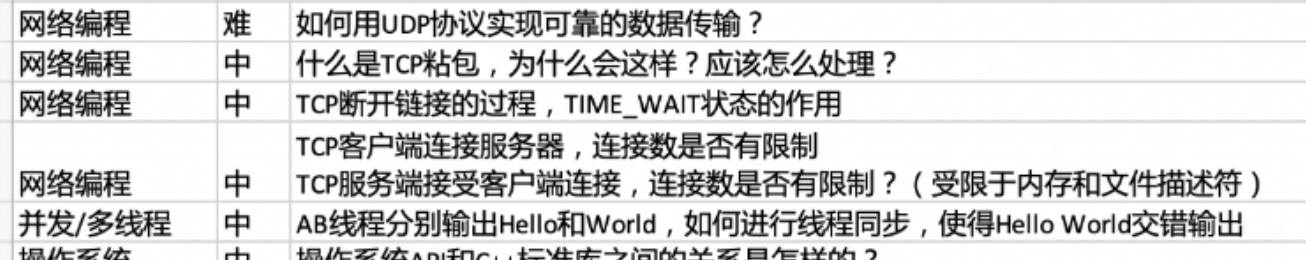 网络编程 难 如何用UDP协议实现可靠的数据传输？
网络编程 中 什么是TCP粘包，为什么会这样？应该怎么处理？
网络编程 中 TCP断开链接的过程，TIME_WAIT状态的作用
TCP客户端连接服务器，连接数是否有限制
网络编程 中 TCP服务端接受客户端连接，连接数是否有限制？（受限于内存和文件描述符）
并发/多线程 中 AB线程分别输出Hello和World，如何进行线程同步，使得Hello World交错输出
操作系统 中 操作系统API和C++标准库之间的关系是怎样的？